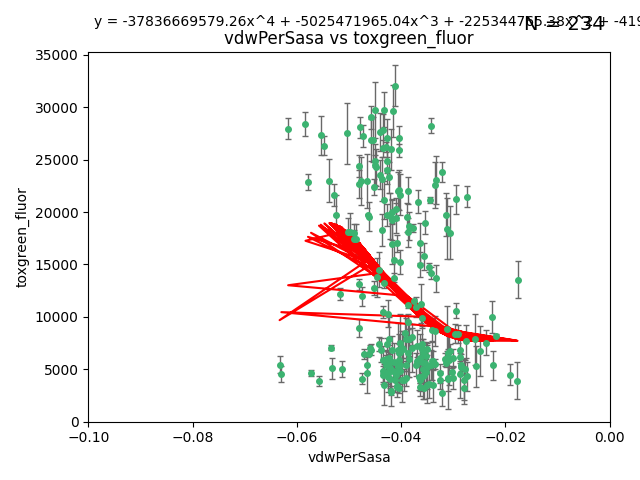 y = -37836669579.26x^4 + -5025471965.04x^3 + + -419
N = 234
vdwPerSasa vs toxgreen_fluor
toxgreen_fluor
35000
30000
25000
20000
15000
10000
5000
0
−0.10 −0.08 −0.06 −0.04 −0.02 0.00
vdwPerSasa